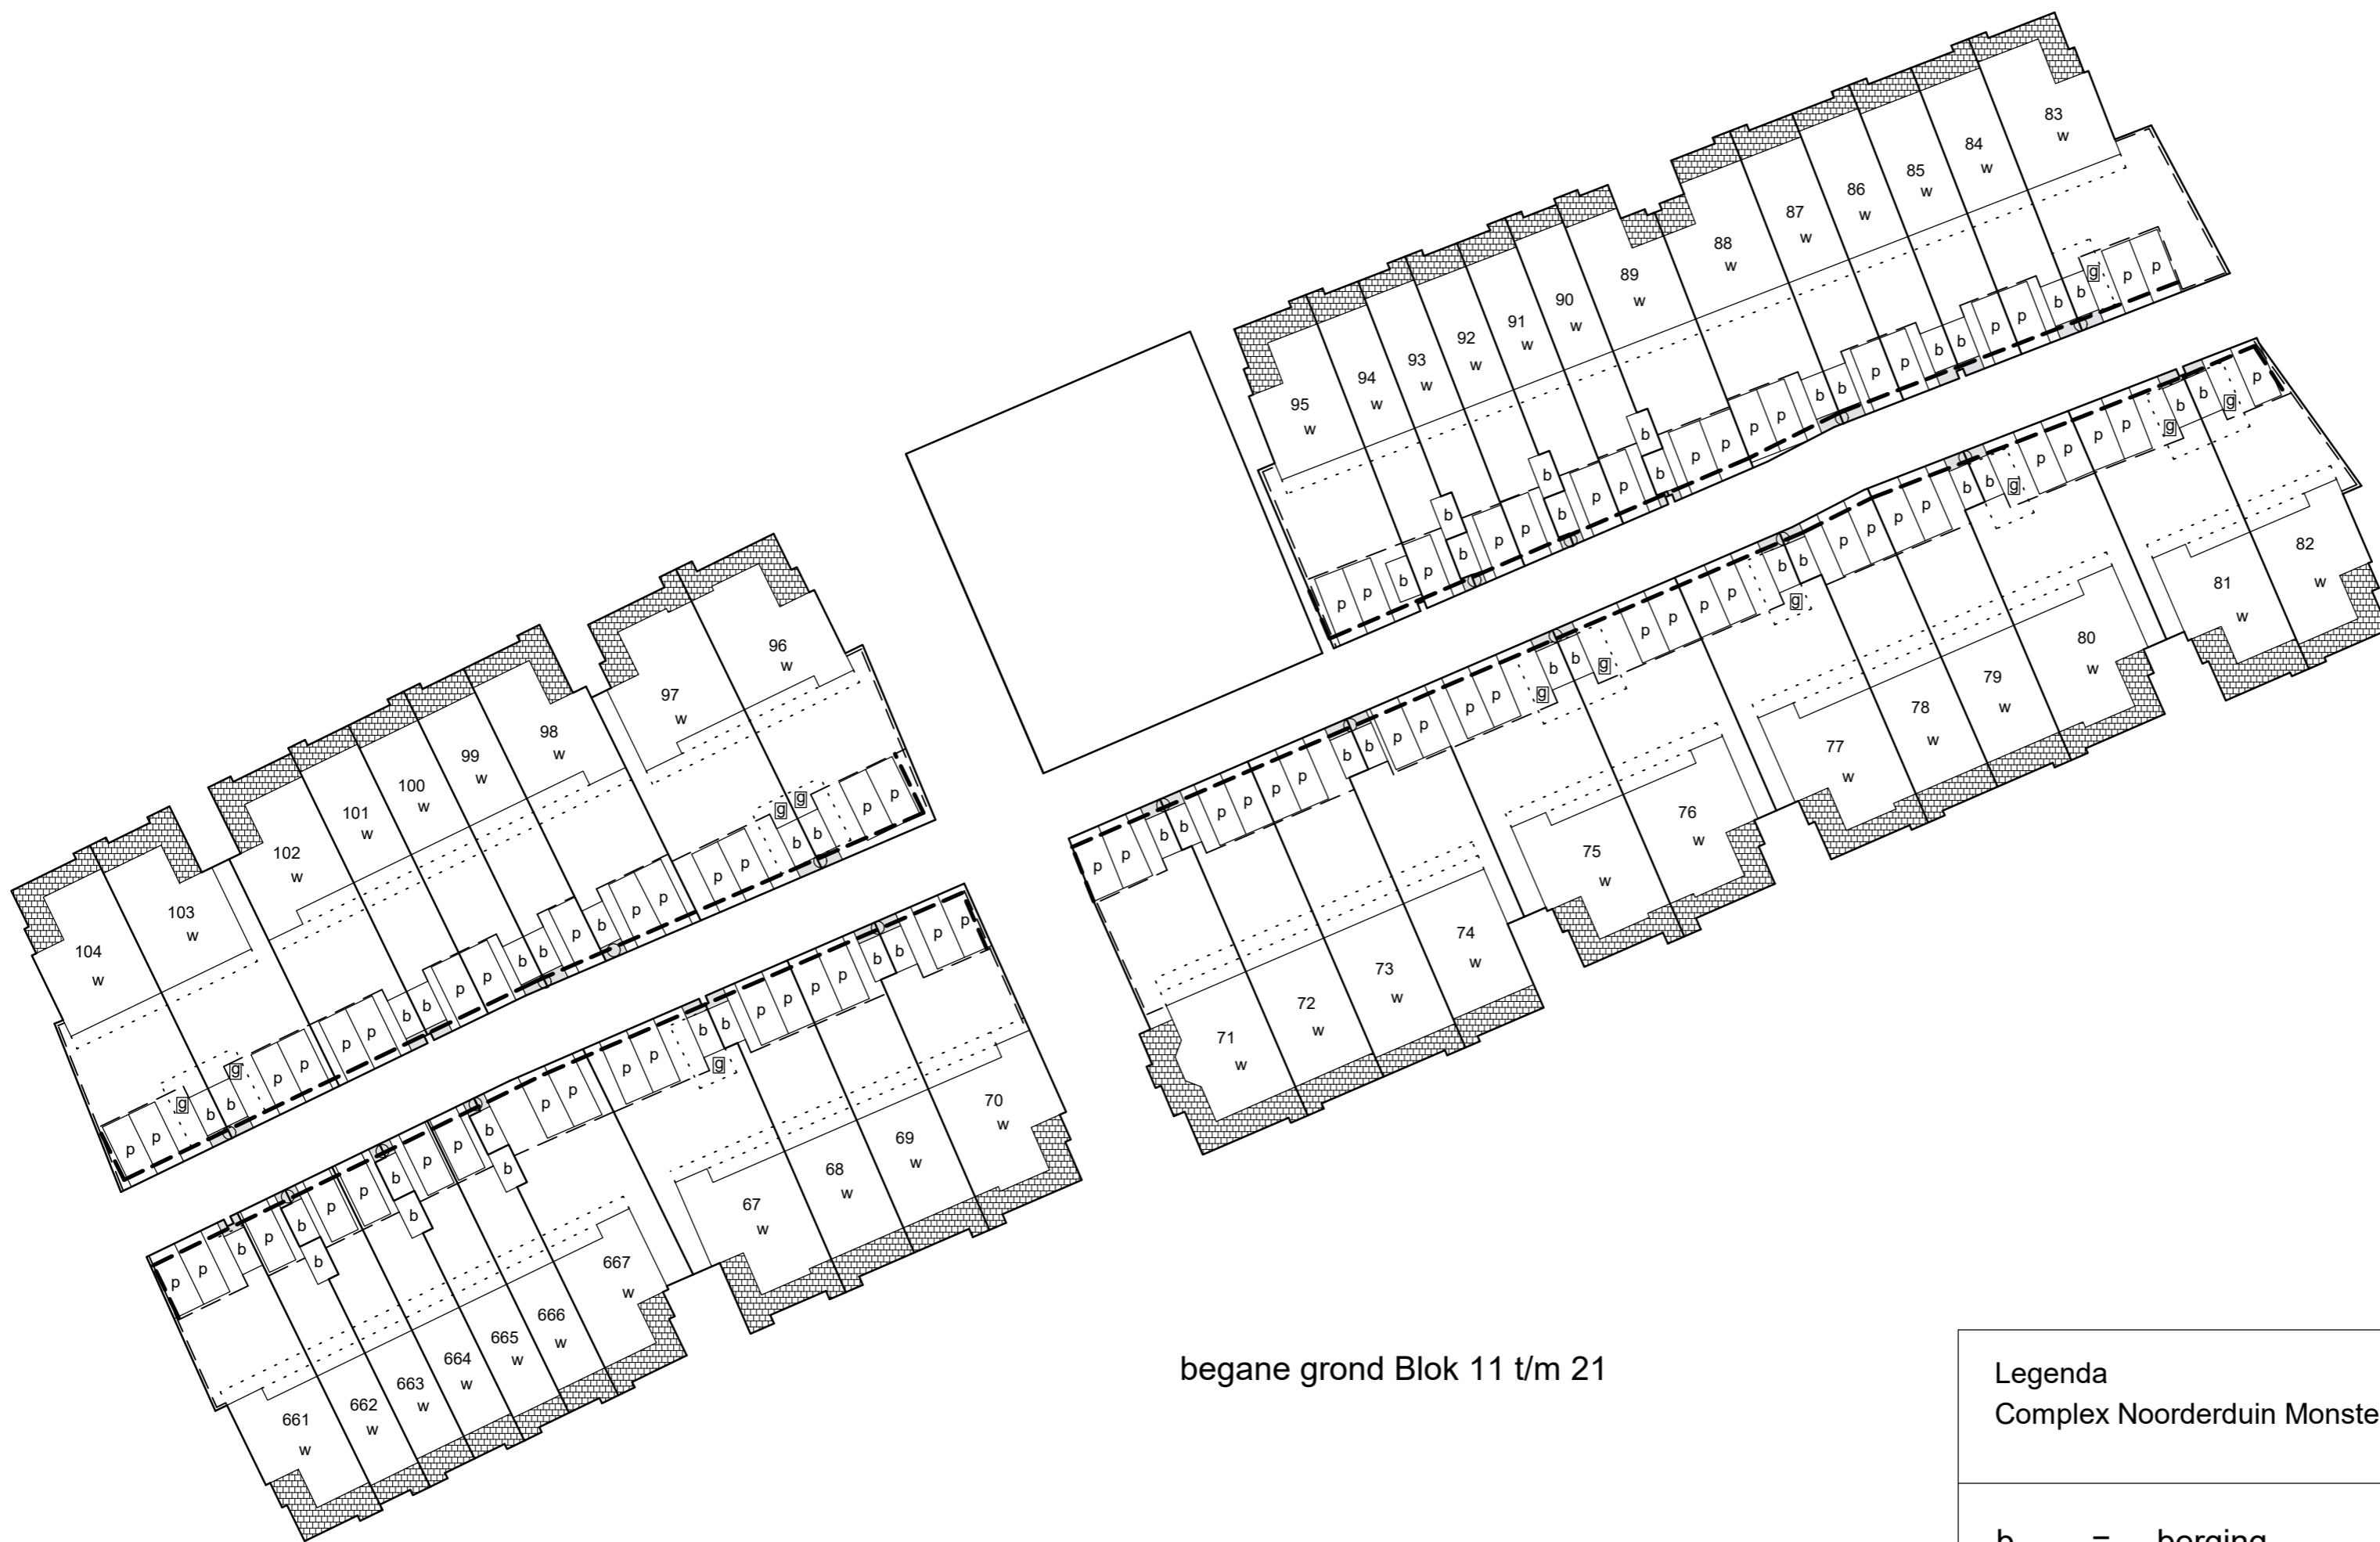 83
w
84
w
85
w
86
w
87
w
88
w
89
w
90
w
91
w
92
w
93
w
94
w
95
w
p p b p b b p p b b p p b b p p p p b b p p b b p p b b g p p
96
w
97
w
98
w
99
w
100
w
101
w
102
w
103
w
104
w
p p g b b g p p p p b b p p b b p b p p p p g b g b p p
p p b b p p p p b b p p p p g b b g p p p p b b g p p p p b b g p p p p g b b g p
71
w
72
w
73
w
74
w
75
w
76
w
77
w
78
w
79
w
80
w
81
w
82
w
p p b p b b p p b b p p b b p p p p b b g p p p p b b p p
661
w
662
w
663
w
664
w
665
w
666
w
667
w
67
w
68
w
69
w
70
w
begane grond Blok 11 t/m 21
Legenda
Complex Noorderduin Monste
b = berging